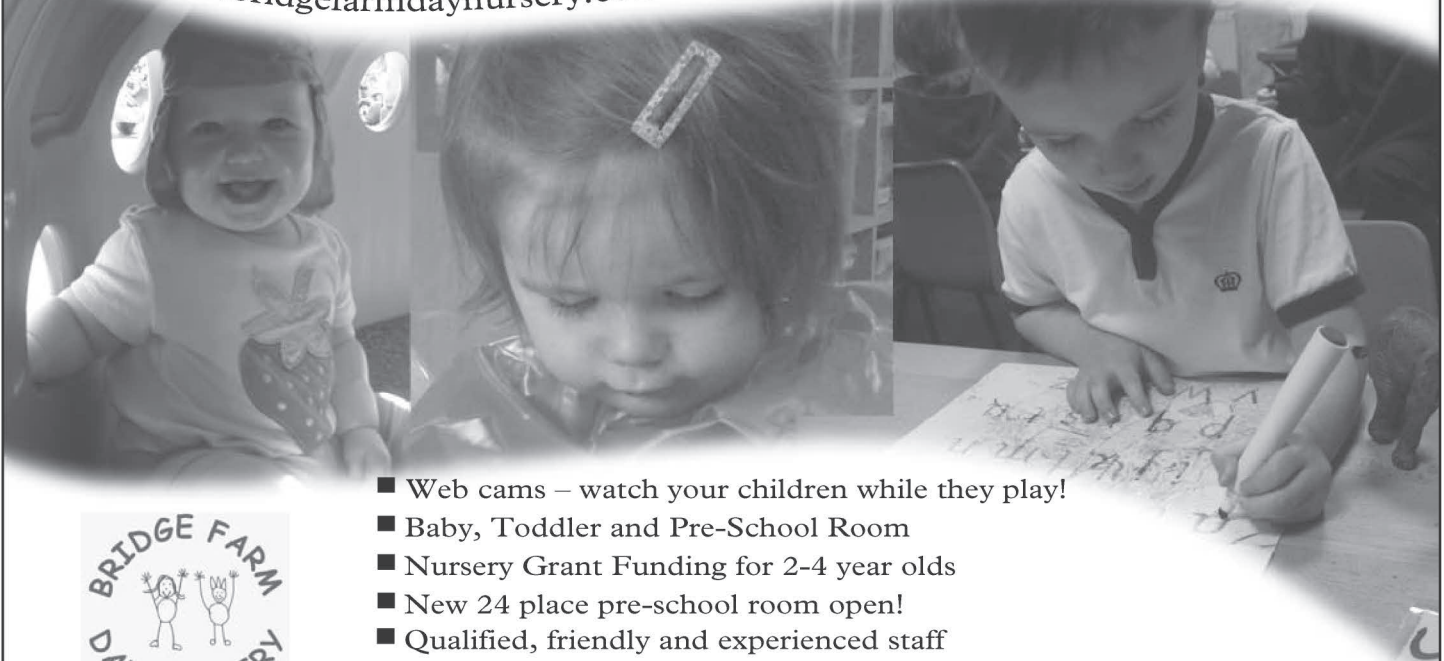 bridgefarmdaynursery.
■ Web cams – watch your children while they play!
■ Baby, Toddler and Pre-School Room
■ Nursery Grant Funding for 2-4 year olds
■ New 24 place pre-school room open!
■ Qualified, friendly and experienced staff
BRIDGE FARM